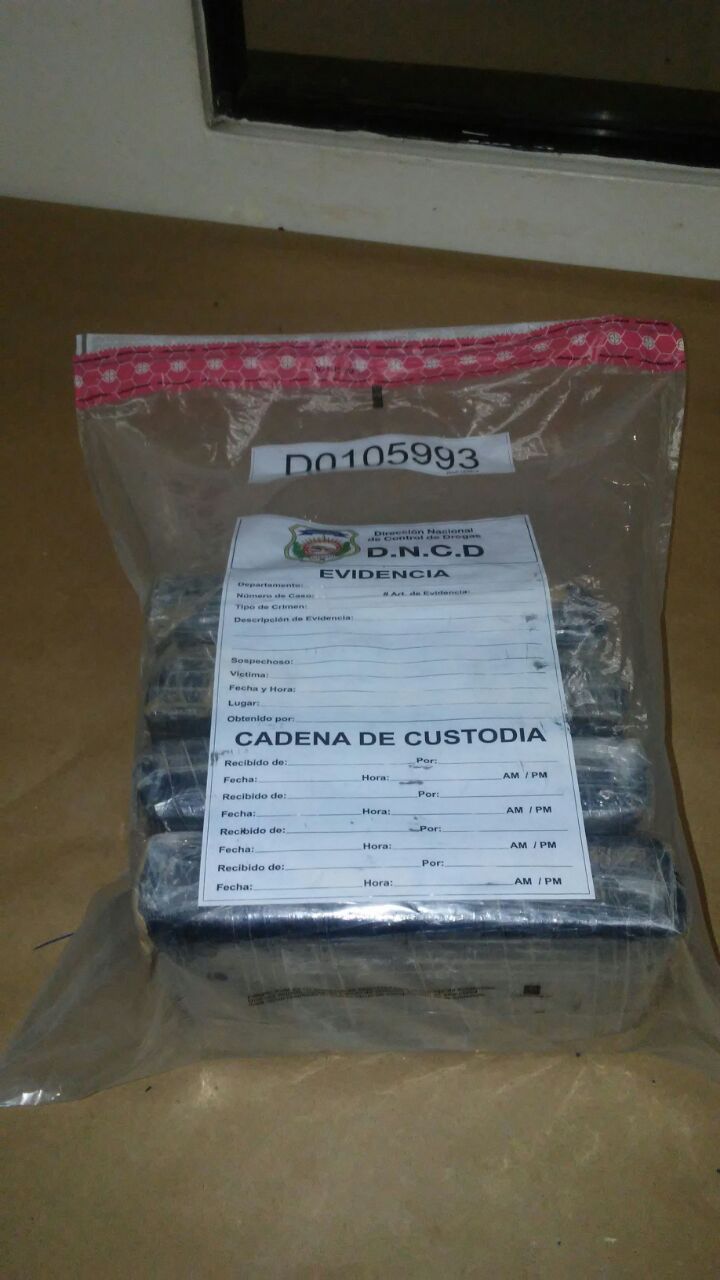 D0105993
Dirección Nacional
de Control de Drogas
D.N.C.D
EVIDENCIA
Departamento:
Número de Caso: # Art. de Evidencia:
Tipo de Crimen:
Descripción de Evidencia:
Sospechoso:
Víctima:
Fecha y Hora:
Lugar:
Obtenido por:
CADENA DE CUSTODIA
Recibido de: Por:
Fecha: Hora: AM / PM
Recibido de: Por:
Fecha: Hora: AM / PM
Recibido de: Por:
Fecha: Hora: AM / PM
Recibido de: Por:
Fecha: Hora: AM / PM